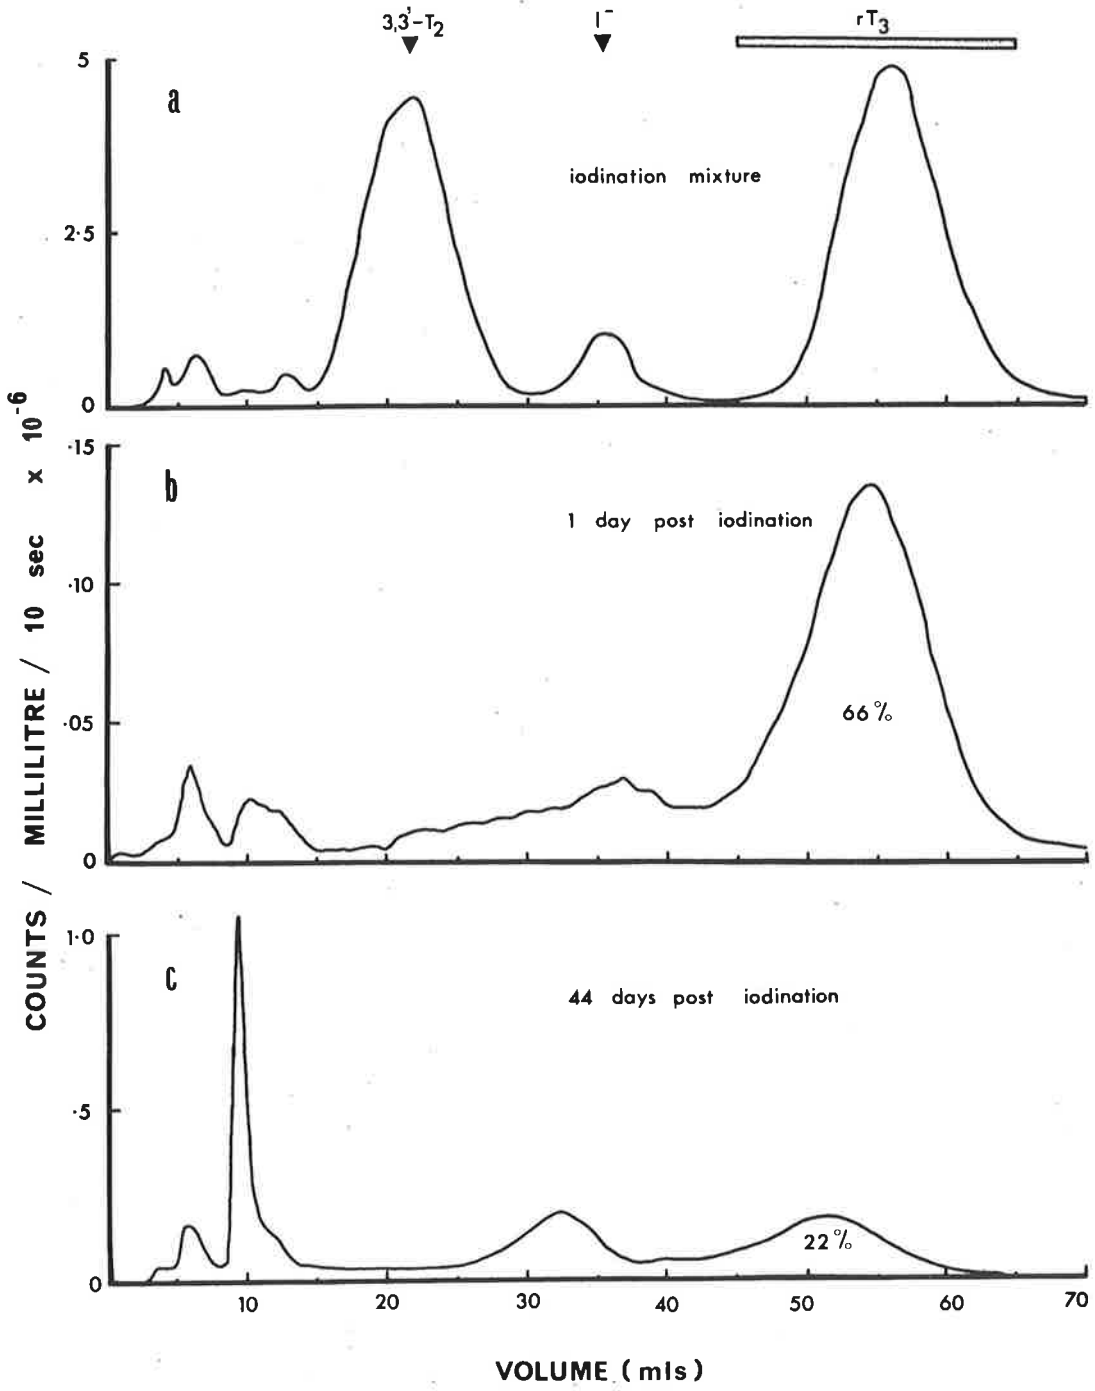 3,3'-T2 I- rT3
5
a
iodination mixture
2·5
0
·15
b
1 day post iodination
·10
·05
66%
0
1·0
c
44 days post iodination
·5
22%
0
10 20 30 40 50 60 70
VOLUME (mls)
COUNTS / MILLILITRE / 10 sec x 10-6